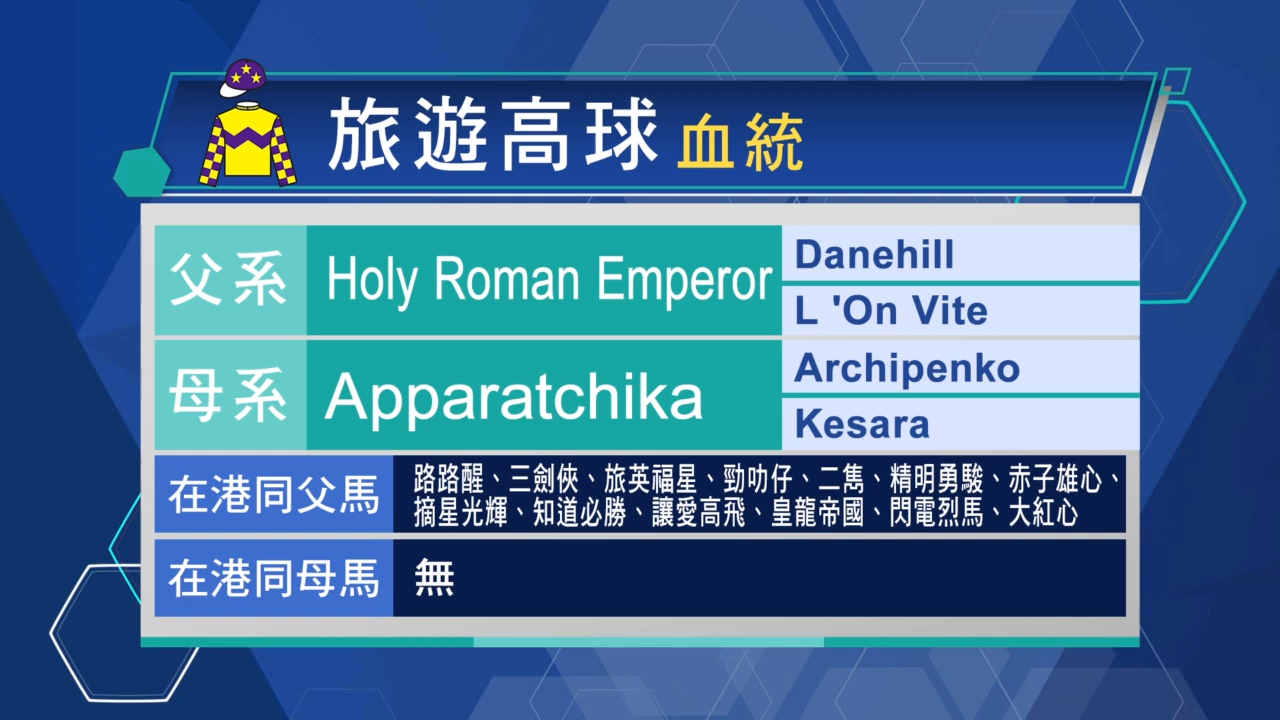 旅遊高球 血統
父系 Holy Roman Emperor
Danehill
L 'On Vite
母系 Apparatchika
Archipenko
Kesara
在港同父馬
路路醒、三劍俠、旅英福星、勁叻仔、二雋、精明勇駿、赤子雄心、
摘星光輝、知道必勝、讓愛高飛、皇龍帝國、閃電烈馬、大紅心
在港同母馬 無